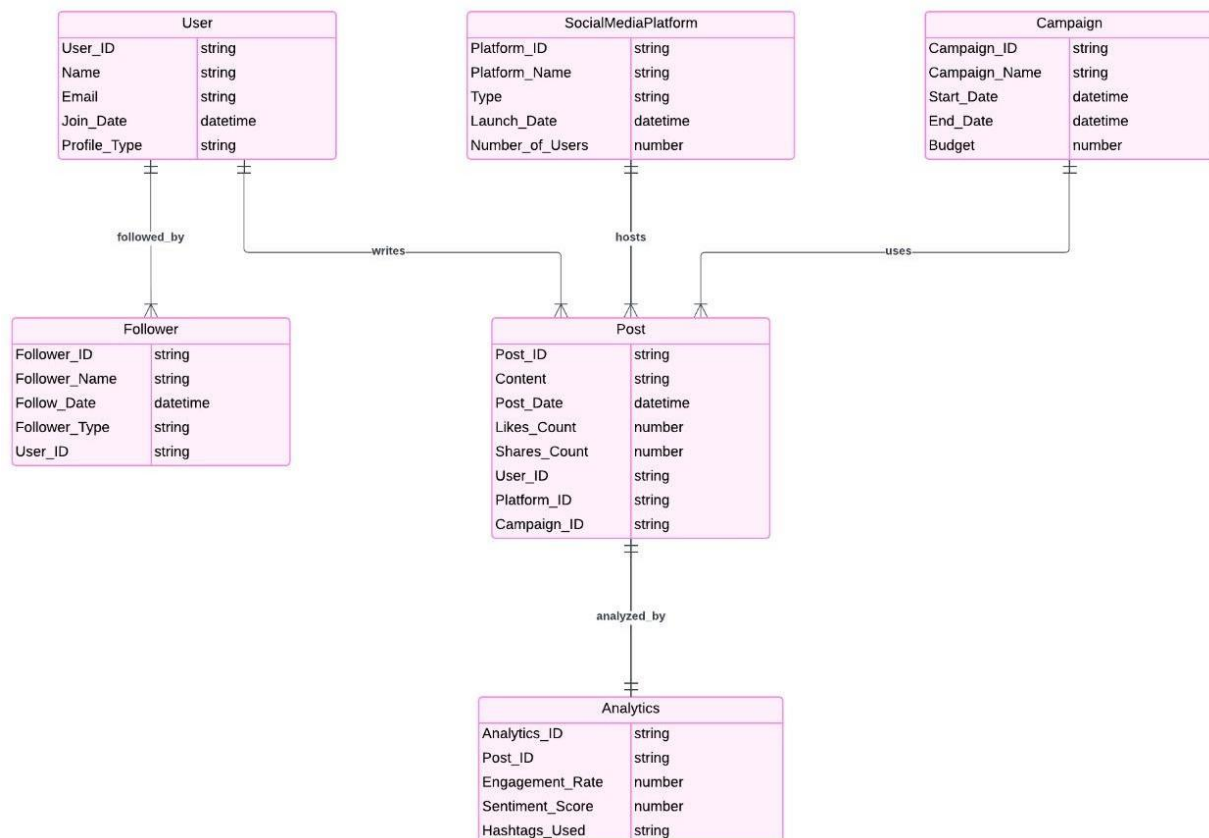 User
User_ID string
Name string
Email string
Join_Date datetime
Profile_Type string
SocialMediaPlatform
Platform_ID string
Platform_Name string
Type string
Launch_Date datetime
Number_of_Users number
Campaign
Campaign_ID string
Campaign_Name string
Start_Date datetime
End_Date datetime
Budget number
followed_by
writes
hosts
uses
Follower
Follower_ID string
Follower_Name string
Follow_Date datetime
Follower_Type string
User_ID string
Post
Post_ID string
Content string
Post_Date datetime
Likes_Count number
Shares_Count number
User_ID string
Platform_ID string
Campaign_ID string
analyzed_by
Analytics
Analytics_ID string
Post_ID string
Engagement_Rate number
Sentiment_Score number
Hashtags_Used string